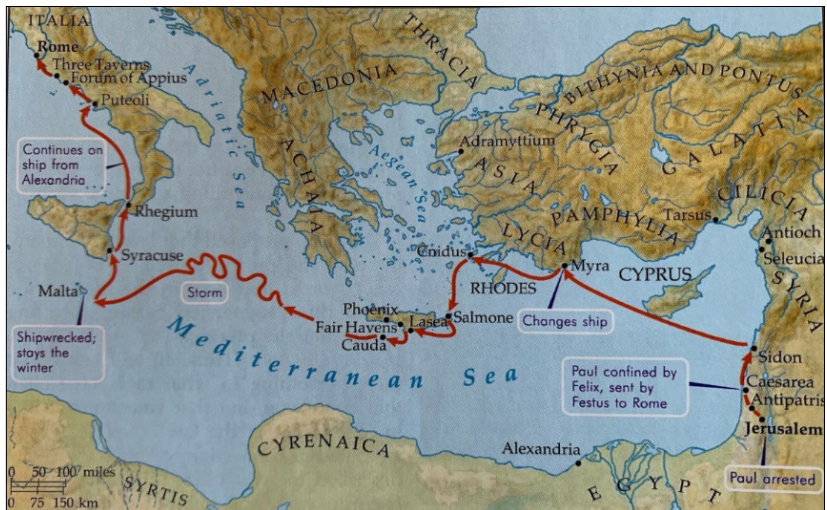 ITALIA
Rome
Three Taverns
Forum of Appius
Puteoli
Adriatic Sea
MACEDONIA
THRACIA
BITHYNIA AND PONTUS
PHRYGIA
GALATIA
Adramyttium
ASIA
Aegean Sea
ACHAIA
Continues on
ship from
Alexandria
Rhegium
Syracuse
Malta
Storm
Shipwrecked;
stays the
winter
Mediterranean Sea
Phoenix
Fair Havens
Lasea
Cauda
Salmone
Cnidus
RHODES
LYCIA
PAMPHYLIA
Myra
Changes ship
CYPRUS
CILICIA
Tarsus
Antioch
Seleucia
SYRIA
Sidon
Paul confined by
Felix, sent by
Festus to Rome
Caesarea
Antipatris
Jerusalem
Paul arrested
Alexandria
EGYPT
CYRENAICA
SYRTIS
0 50 100 miles
0 75 150 km